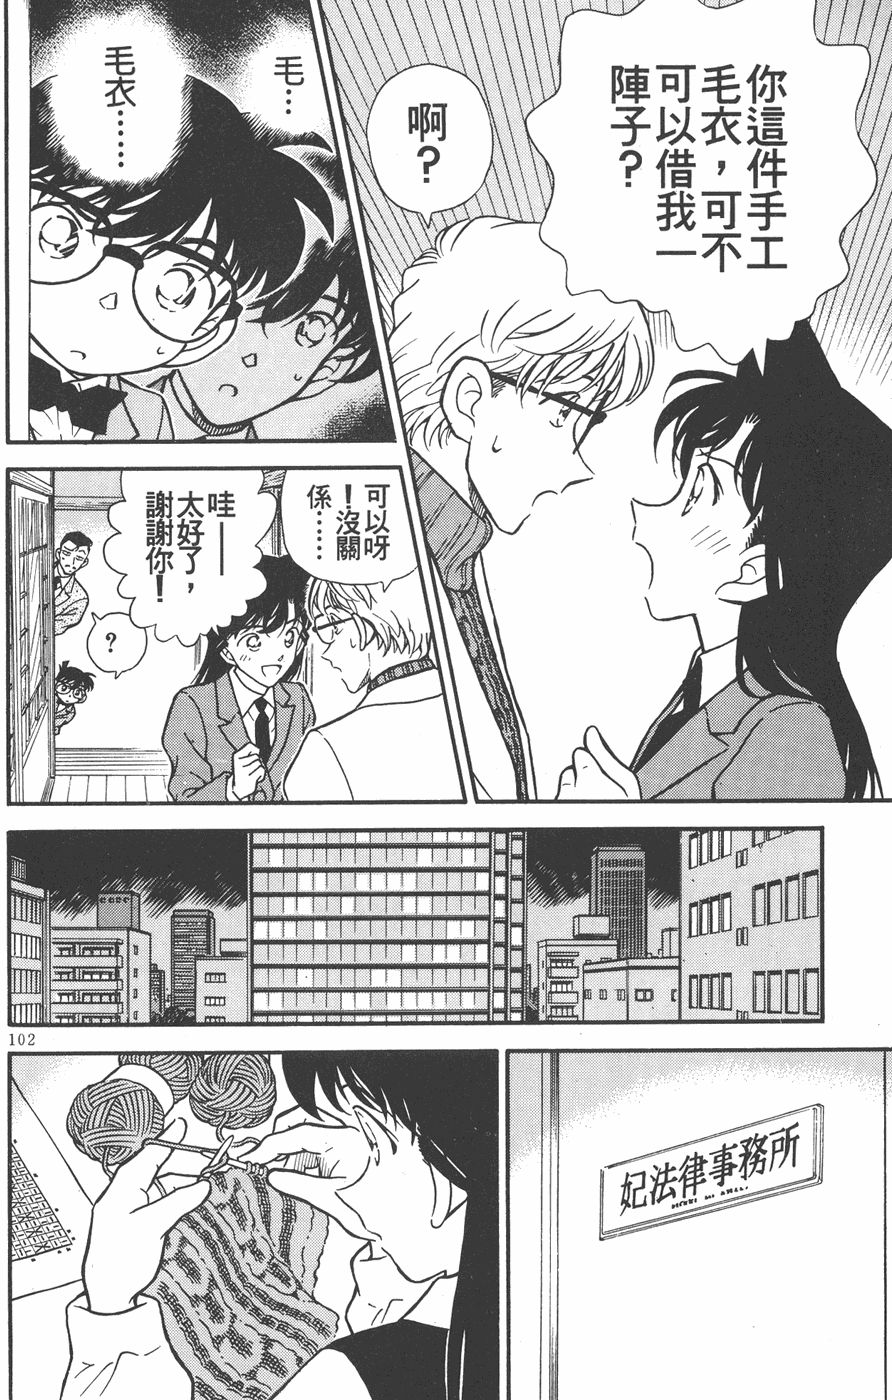 你這件手工
毛衣，可不
可以借我一
陣子？
啊？
毛…
毛衣……
可以呀
！沒關
係……
哇——
太好了，
謝謝你！
？
102
妃法律事務所